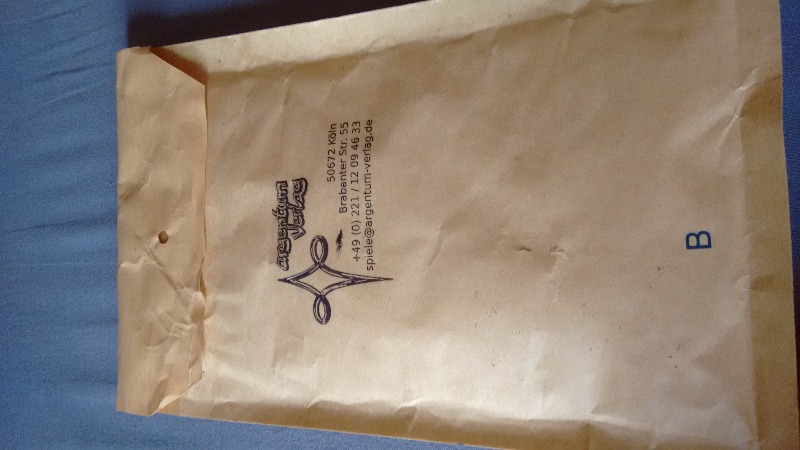 argentum
Verlag
50672 Köln
Brabanter Str. 55
+49 (0) 221 / 12 09 46 33
spiele@argentum-verlag.de
B